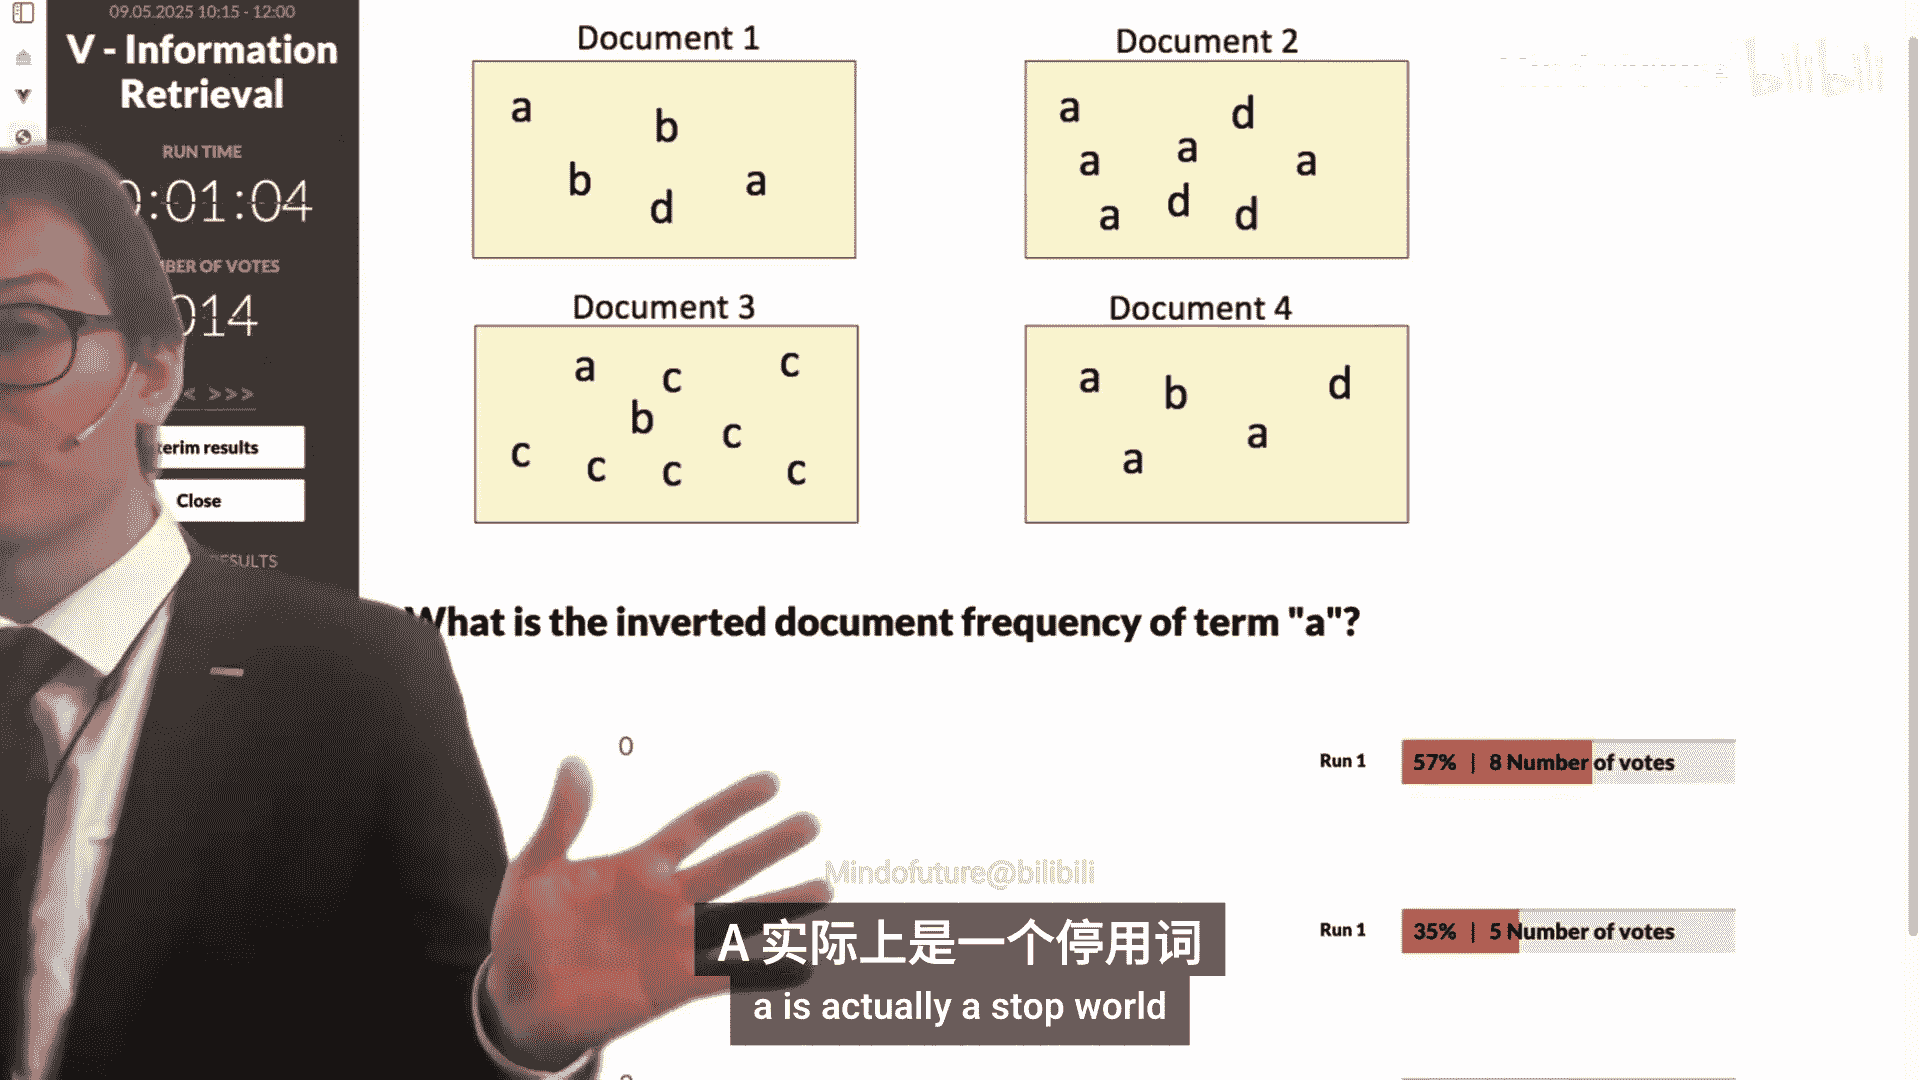 09.05.2025 10:15 - 12:00
V - Information
Retrieval
RUN TIME
:01:04
BER OF VOTES
014
< >>>
erim results
Close
RESULTS
Document 1
a
b
b
a
d
Document 2
a
d
a
a
a
a
d
d
Document 3
a
c
c
b
c
c
c
c
c
Document 4
a
b
d
a
a
What is the inverted document frequency of term "a"?
0
Run 1
57% | 8 Number of votes
Run 1
35% | 5 Number of votes
bilibili
Mindofuture@bilibili
A 实际上是一个停用词
a is actually a stop world